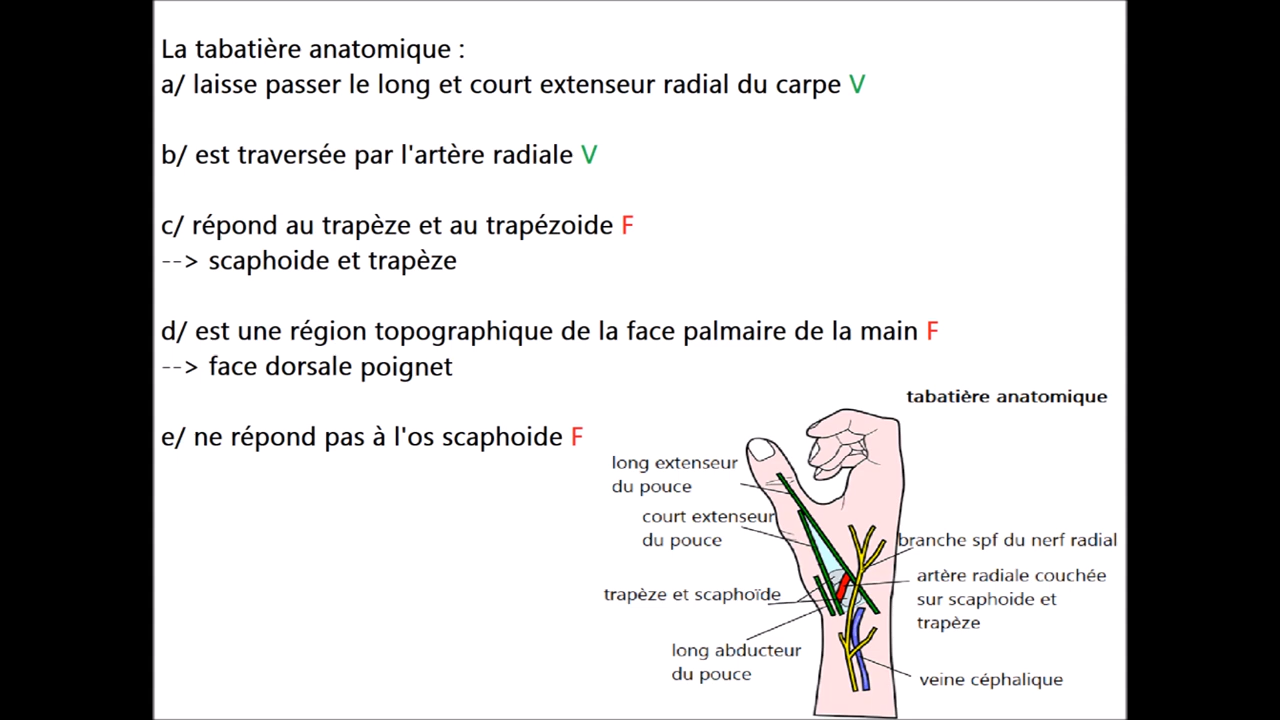 La tabatière anatomique :
a/ laisse passer le long et court extenseur radial du carpe V
b/ est traversée par l'artère radiale V
c/ répond au trapèze et au trapézoide F
--> scaphoide et trapèze
d/ est une région topographique de la face palmaire de la main F
--> face dorsale poignet
e/ ne répond pas à l'os scaphoide F
tabatière anatomique
long extenseur
du pouce
court extenseur
du pouce
trapèze et scaphoïde
long abducteur
du pouce
branche spf du nerf radial
artère radiale couchée
sur scaphoide et
trapèze
veine céphalique